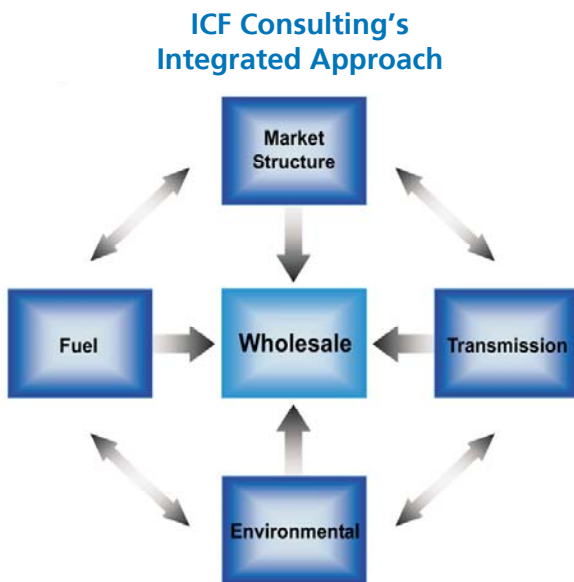 ICF Consulting’s
Integrated Approach
Market
Structure
Fuel
Wholesale
Transmission
Environmental